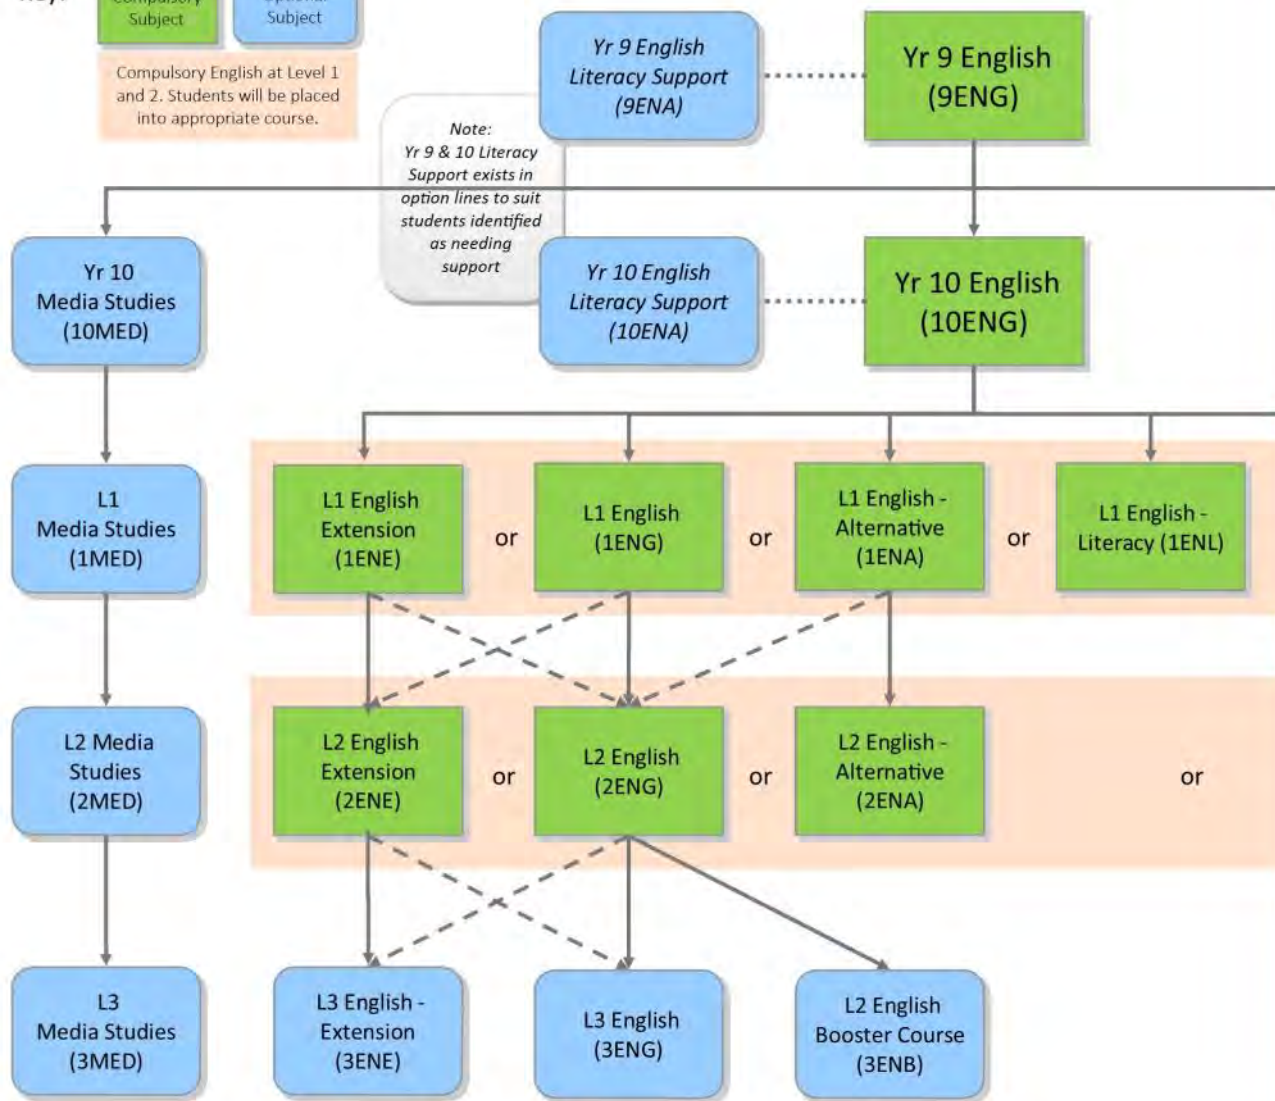 Subject
Subject
Compulsory English at Level 1
and 2. Students will be placed
into appropriate course.
Note:
Yr 9 & 10 Literacy
Support exists in
option lines to suit
students identified
as needing
support
Yr 9 English
Literacy Support
(9ENA)
Yr 9 English
(9ENG)
Yr 10
Media Studies
(10MED)
Yr 10 English
Literacy Support
(10ENA)
Yr 10 English
(10ENG)
L1
Media Studies
(1MED)
L1 English
Extension
(1ENE)
or
L1 English
(1ENG)
or
L1 English -
Alternative
(1ENA)
or
L1 English -
Literacy (1ENL)
L2 Media
Studies
(2MED)
L2 English
Extension
(2ENE)
or
L2 English
(2ENG)
or
L2 English -
Alternative
(2ENA)
or
L3
Media Studies
(3MED)
L3 English -
Extension
(3ENE)
L3 English
(3ENG)
L2 English
Booster Course
(3ENB)